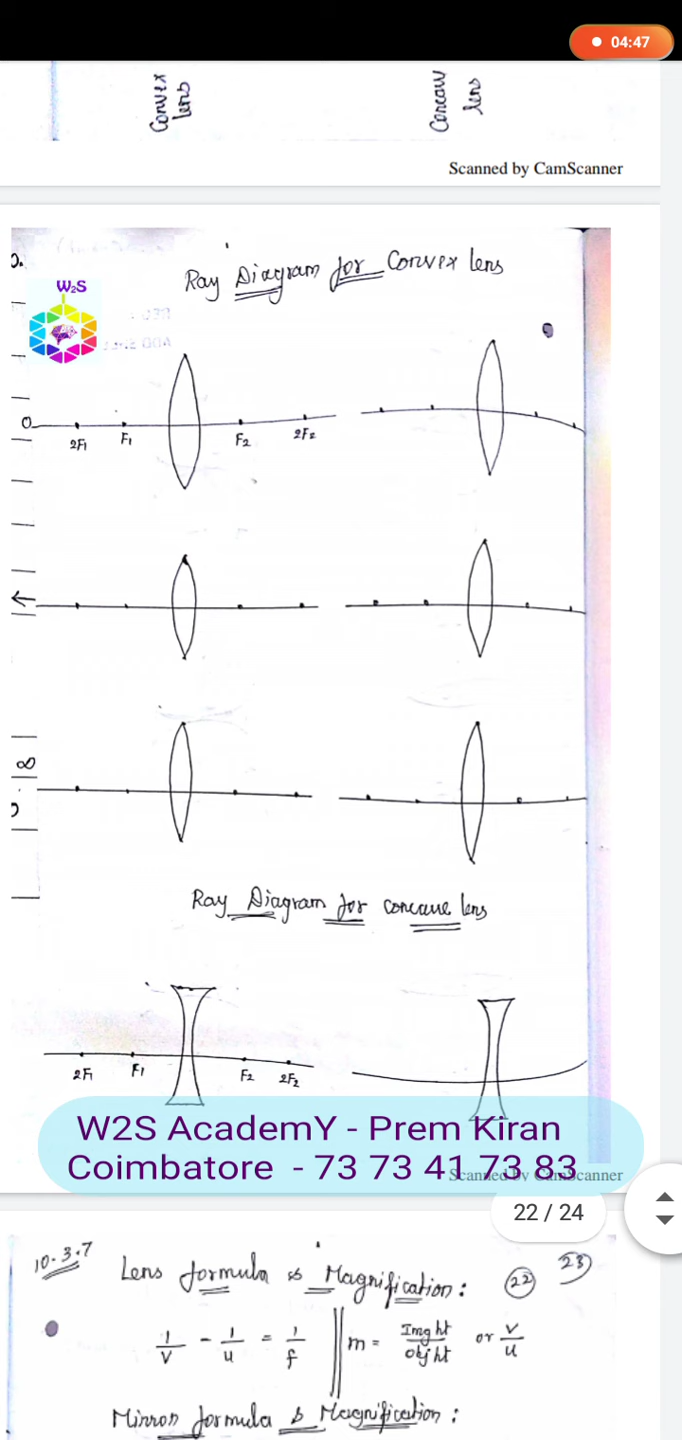 04:47
Convex
lens
Concave
lens
Scanned by CamScanner
Ray Diagram for Convex lens
W2S
2F1 F1 F2 2F2
∞
Ray Diagram for concave lens
2F1 F1 F2 2F2
W2S AcademY - Prem Kiran
Coimbatore - 73 73 41 73 83
Scanned by CamScanner
22 / 24
10.3.7 Lens formula & Magnification: 22 23
1/v - 1/u = 1/f m = Img ht/obj ht or v/u
Mirror formula & Magnification: